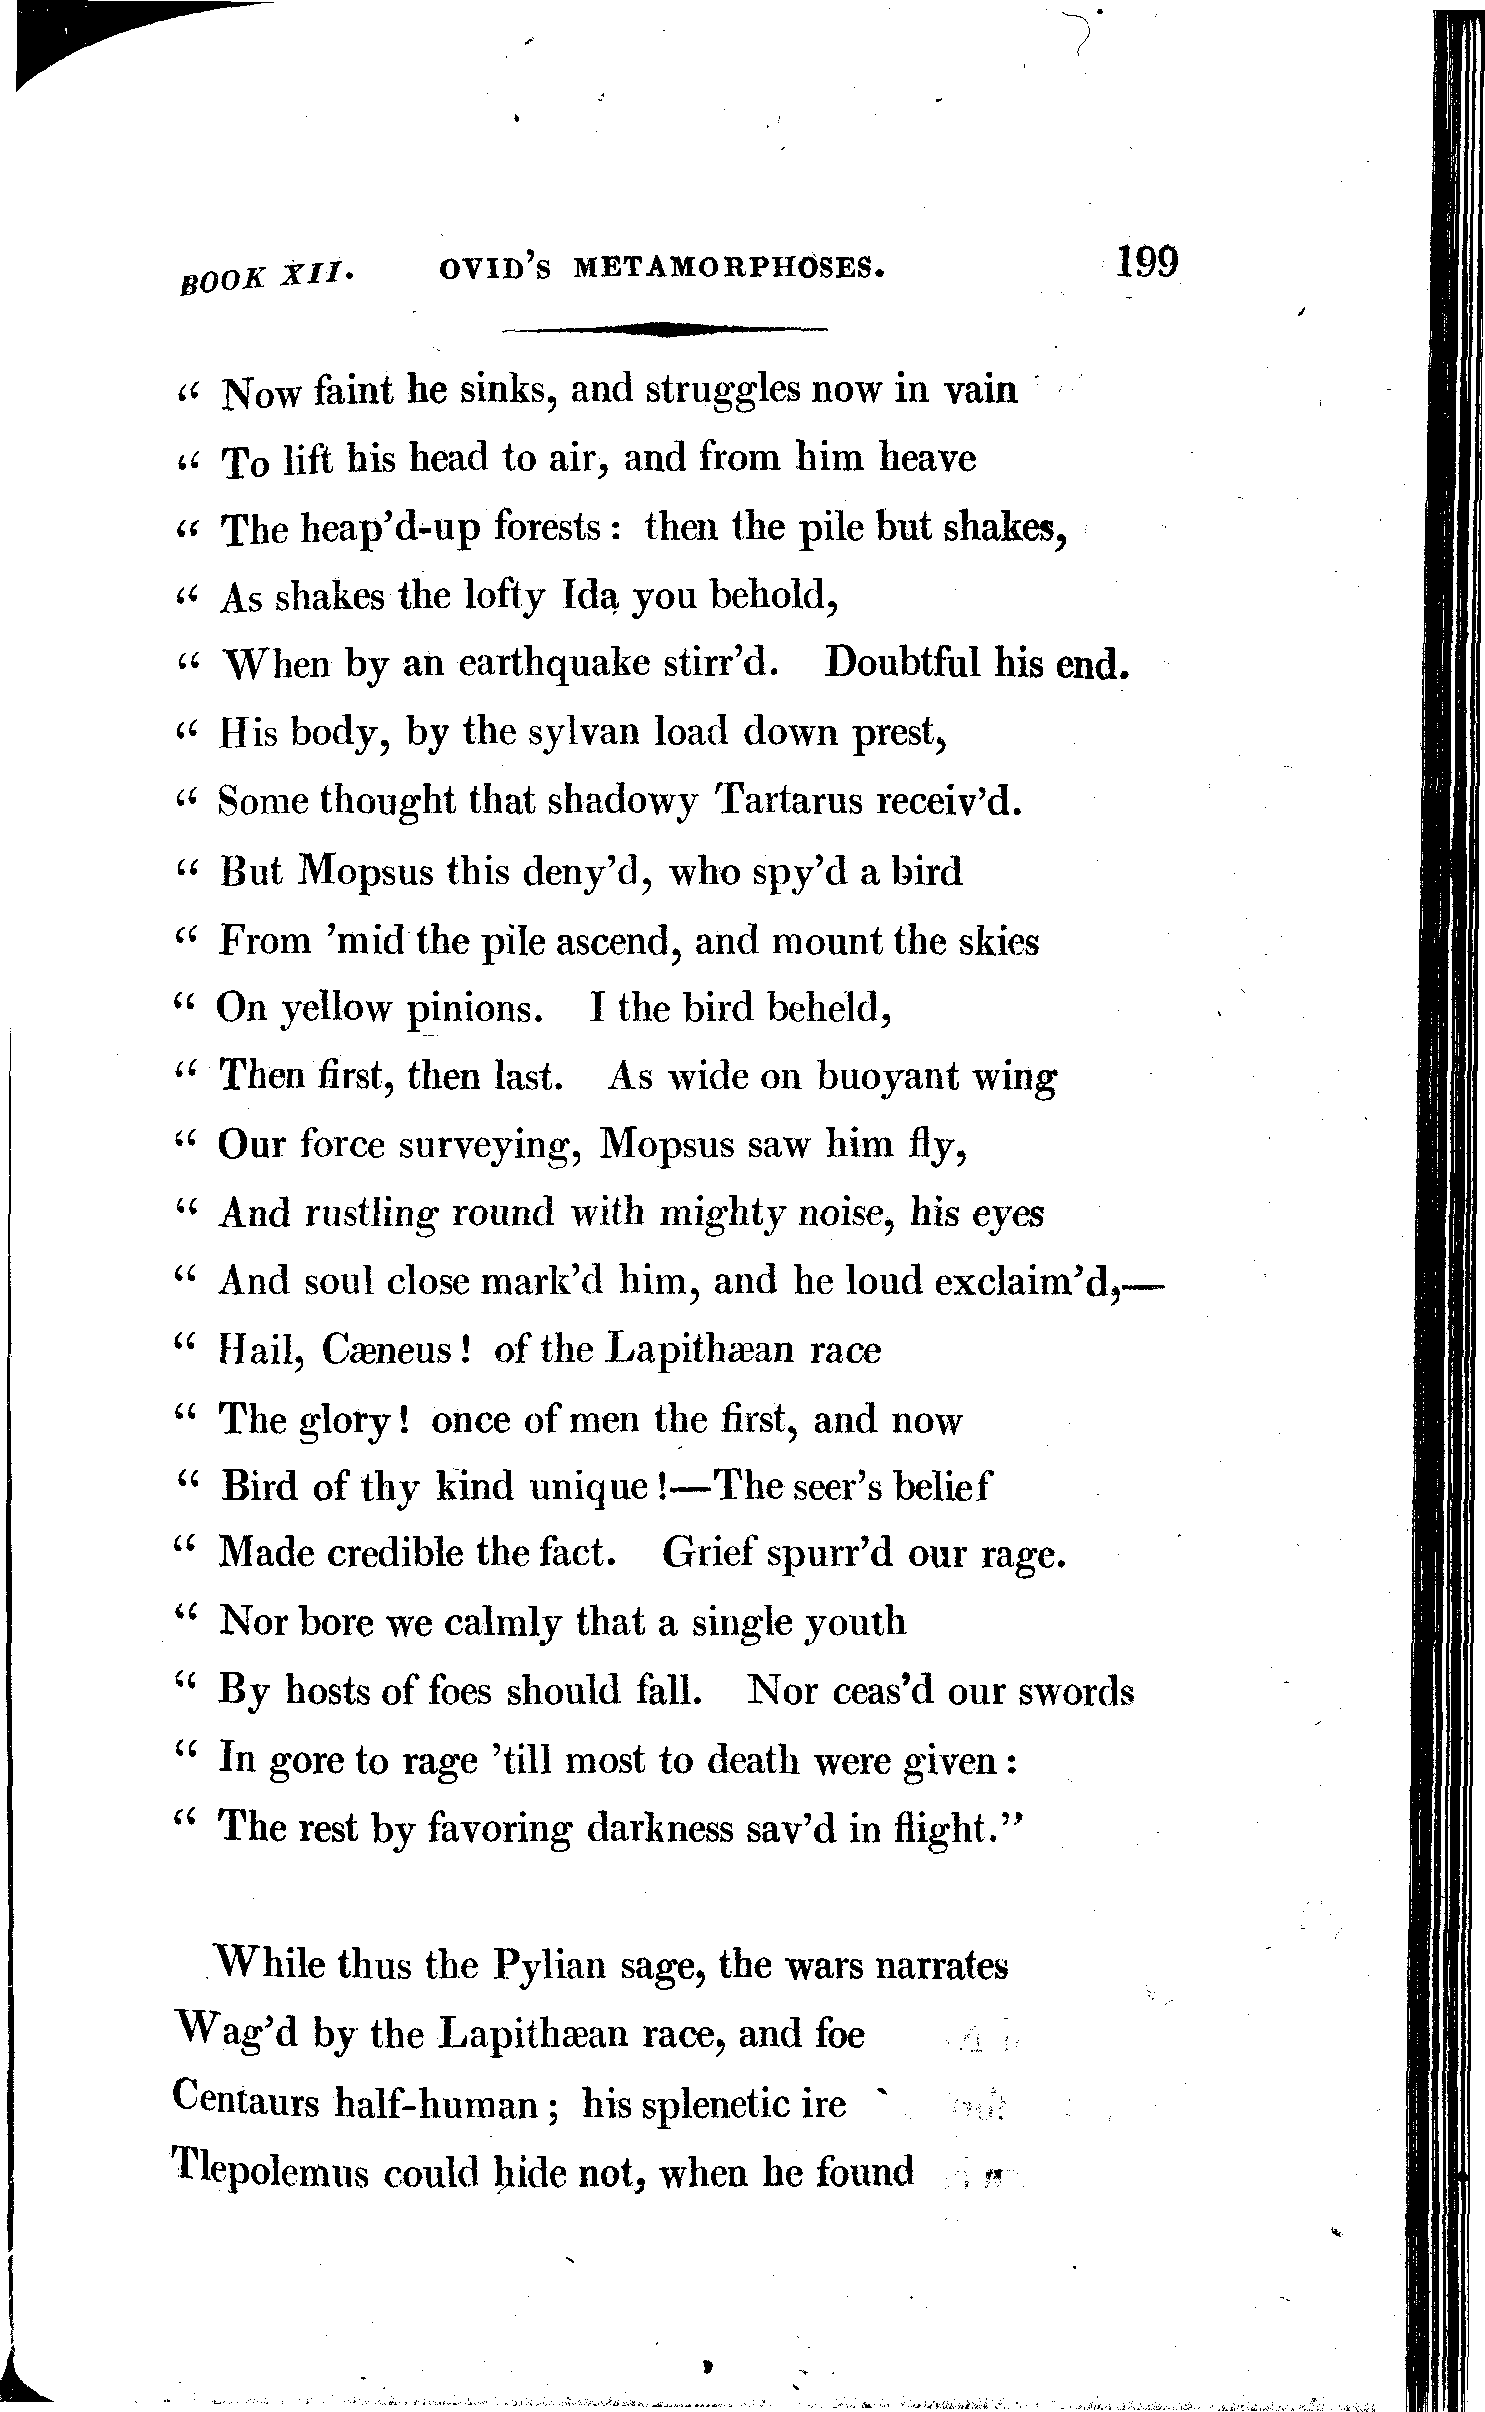 BOOK XII. OVID'S METAMORPHOSES. 199
“ Now faint he sinks, and struggles now in vain
“ To lift his head to air, and from him heave
“ The heap'd-up forests : then the pile but shakes,
“ As shakes the lofty Ida you behold,
“ When by an earthquake stirr'd. Doubtful his end.
“ His body, by the sylvan load down prest,
“ Some thought that shadowy Tartarus receiv'd.
“ But Mopsus this deny'd, who spy'd a bird
“ From 'mid the pile ascend, and mount the skies
“ On yellow pinions. I the bird beheld,
“ Then first, then last. As wide on buoyant wing
“ Our force surveying, Mopsus saw him fly,
“ And rustling round with mighty noise, his eyes
“ And soul close mark'd him, and he loud exclaim'd,—
“ Hail, Cæneus ! of the Lapithæan race
“ The glory ! once of men the first, and now
“ Bird of thy kind unique !—The seer's belief
“ Made credible the fact. Grief spurr'd our rage.
“ Nor bore we calmly that a single youth
“ By hosts of foes should fall. Nor ceas'd our swords
“ In gore to rage 'till most to death were given :
“ The rest by favoring darkness sav'd in flight.”
While thus the Pylian sage, the wars narrates
Wag'd by the Lapithæan race, and foe
Centaurs half-human ; his splenetic ire
Tlepolemus could hide not, when he found